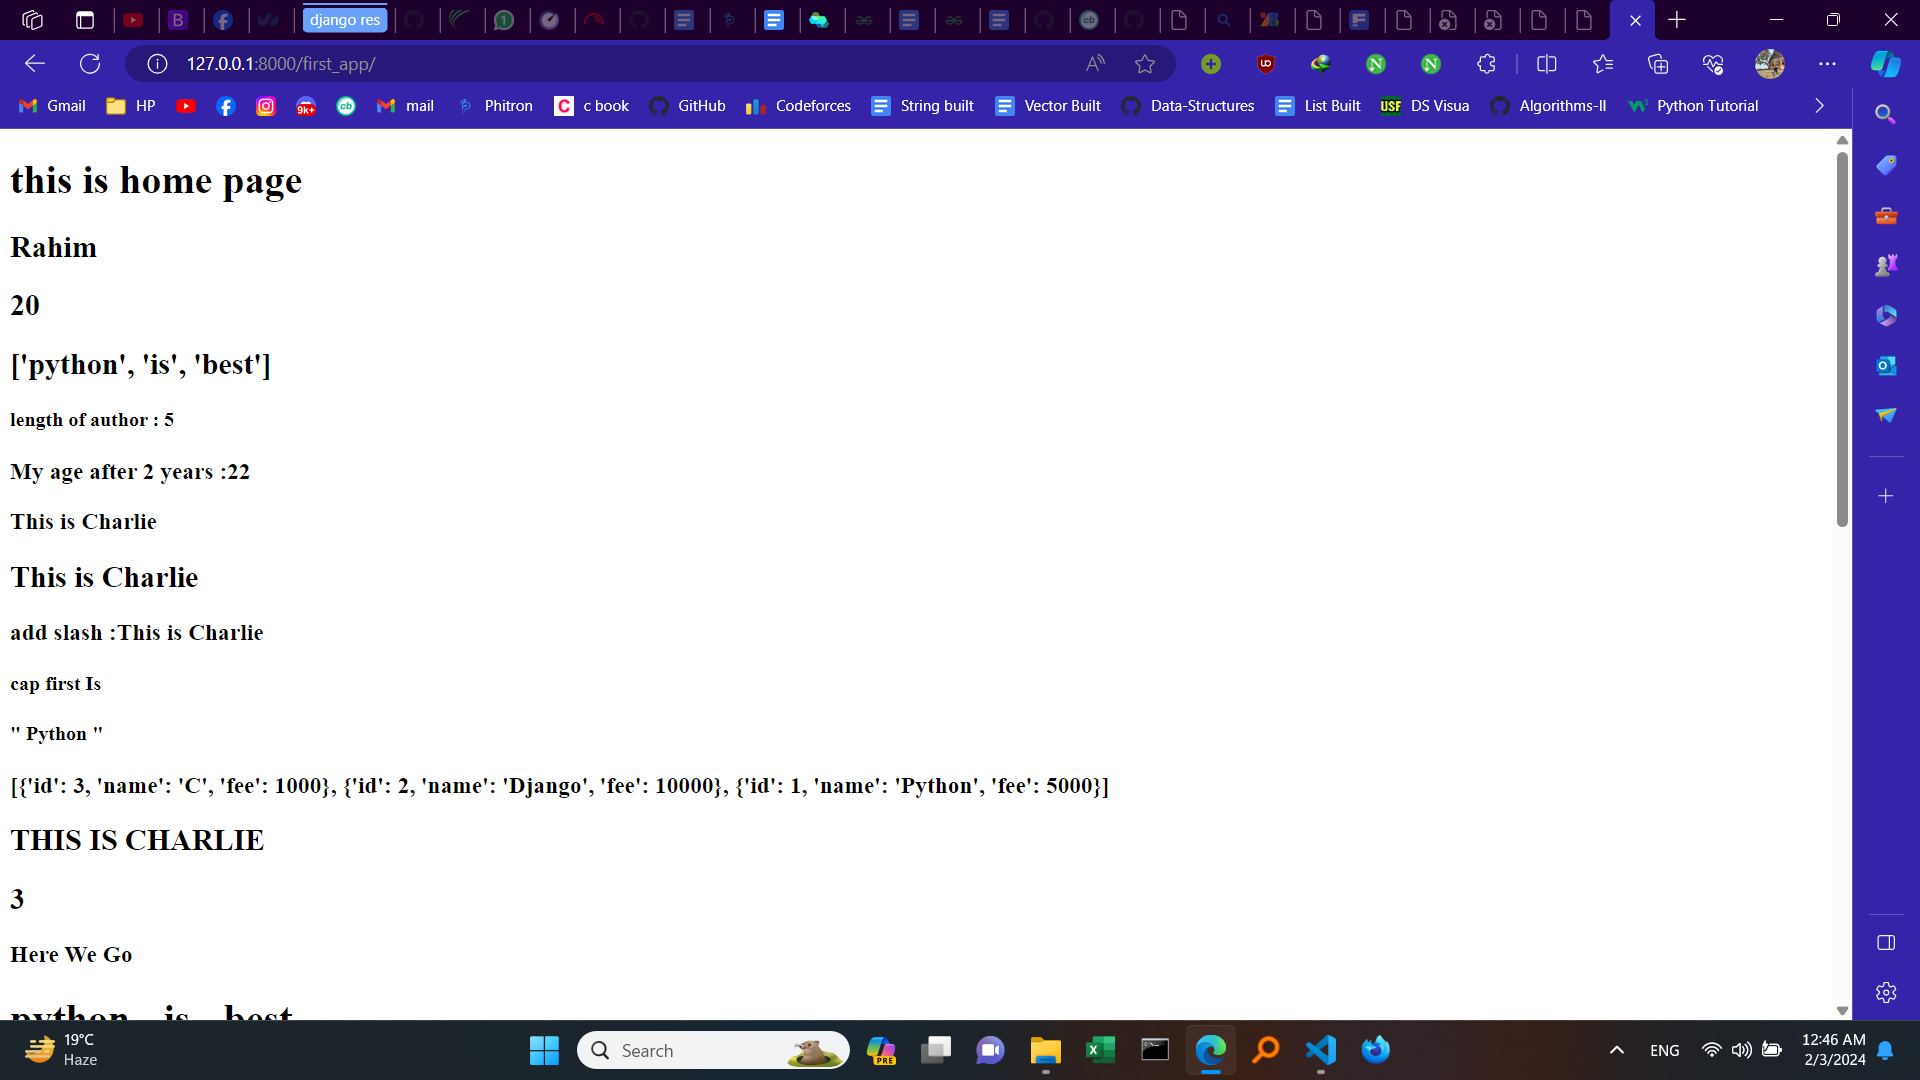 django res
127.0.0.1:8000/first_app/
Gmail HP 9k+ cb mail Phitron C c book GitHub Codeforces String built Vector Built Data-Structures List Built USF DS Visua Algorithms-II Python Tutorial
this is home page
Rahim
20
['python', 'is', 'best']
length of author : 5
My age after 2 years :22
This is Charlie
This is Charlie
add slash :This is Charlie
cap first Is
" Python "
[{'id': 3, 'name': 'C', 'fee': 1000}, {'id': 2, 'name': 'Django', 'fee': 10000}, {'id': 1, 'name': 'Python', 'fee': 5000}]
THIS IS CHARLIE
3
Here We Go
19°C
Haze
Search
PRE
ENG
12:46 AM
2/3/2024